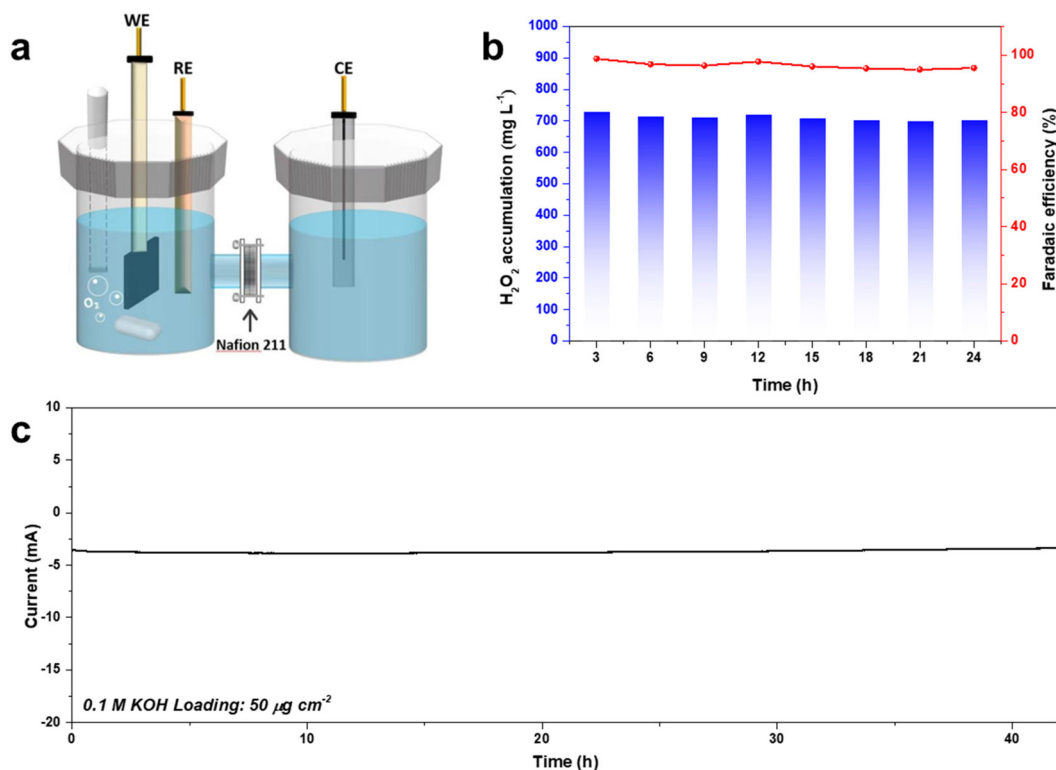 a
WE
RE
CE
O₂
Nafion 211
b
H₂O₂ accumulation (mg L⁻¹)
1000
900
800
700
600
500
400
300
200
100
0
3 6 9 12 15 18 21 24
Time (h)
100
80
60
40
20
0
Faradaic efficiency (%)
c
Current (mA)
10
5
0
-5
-10
-15
-20
0.1 M KOH Loading: 50 μg cm⁻²
0 10 20 30 40
Time (h)